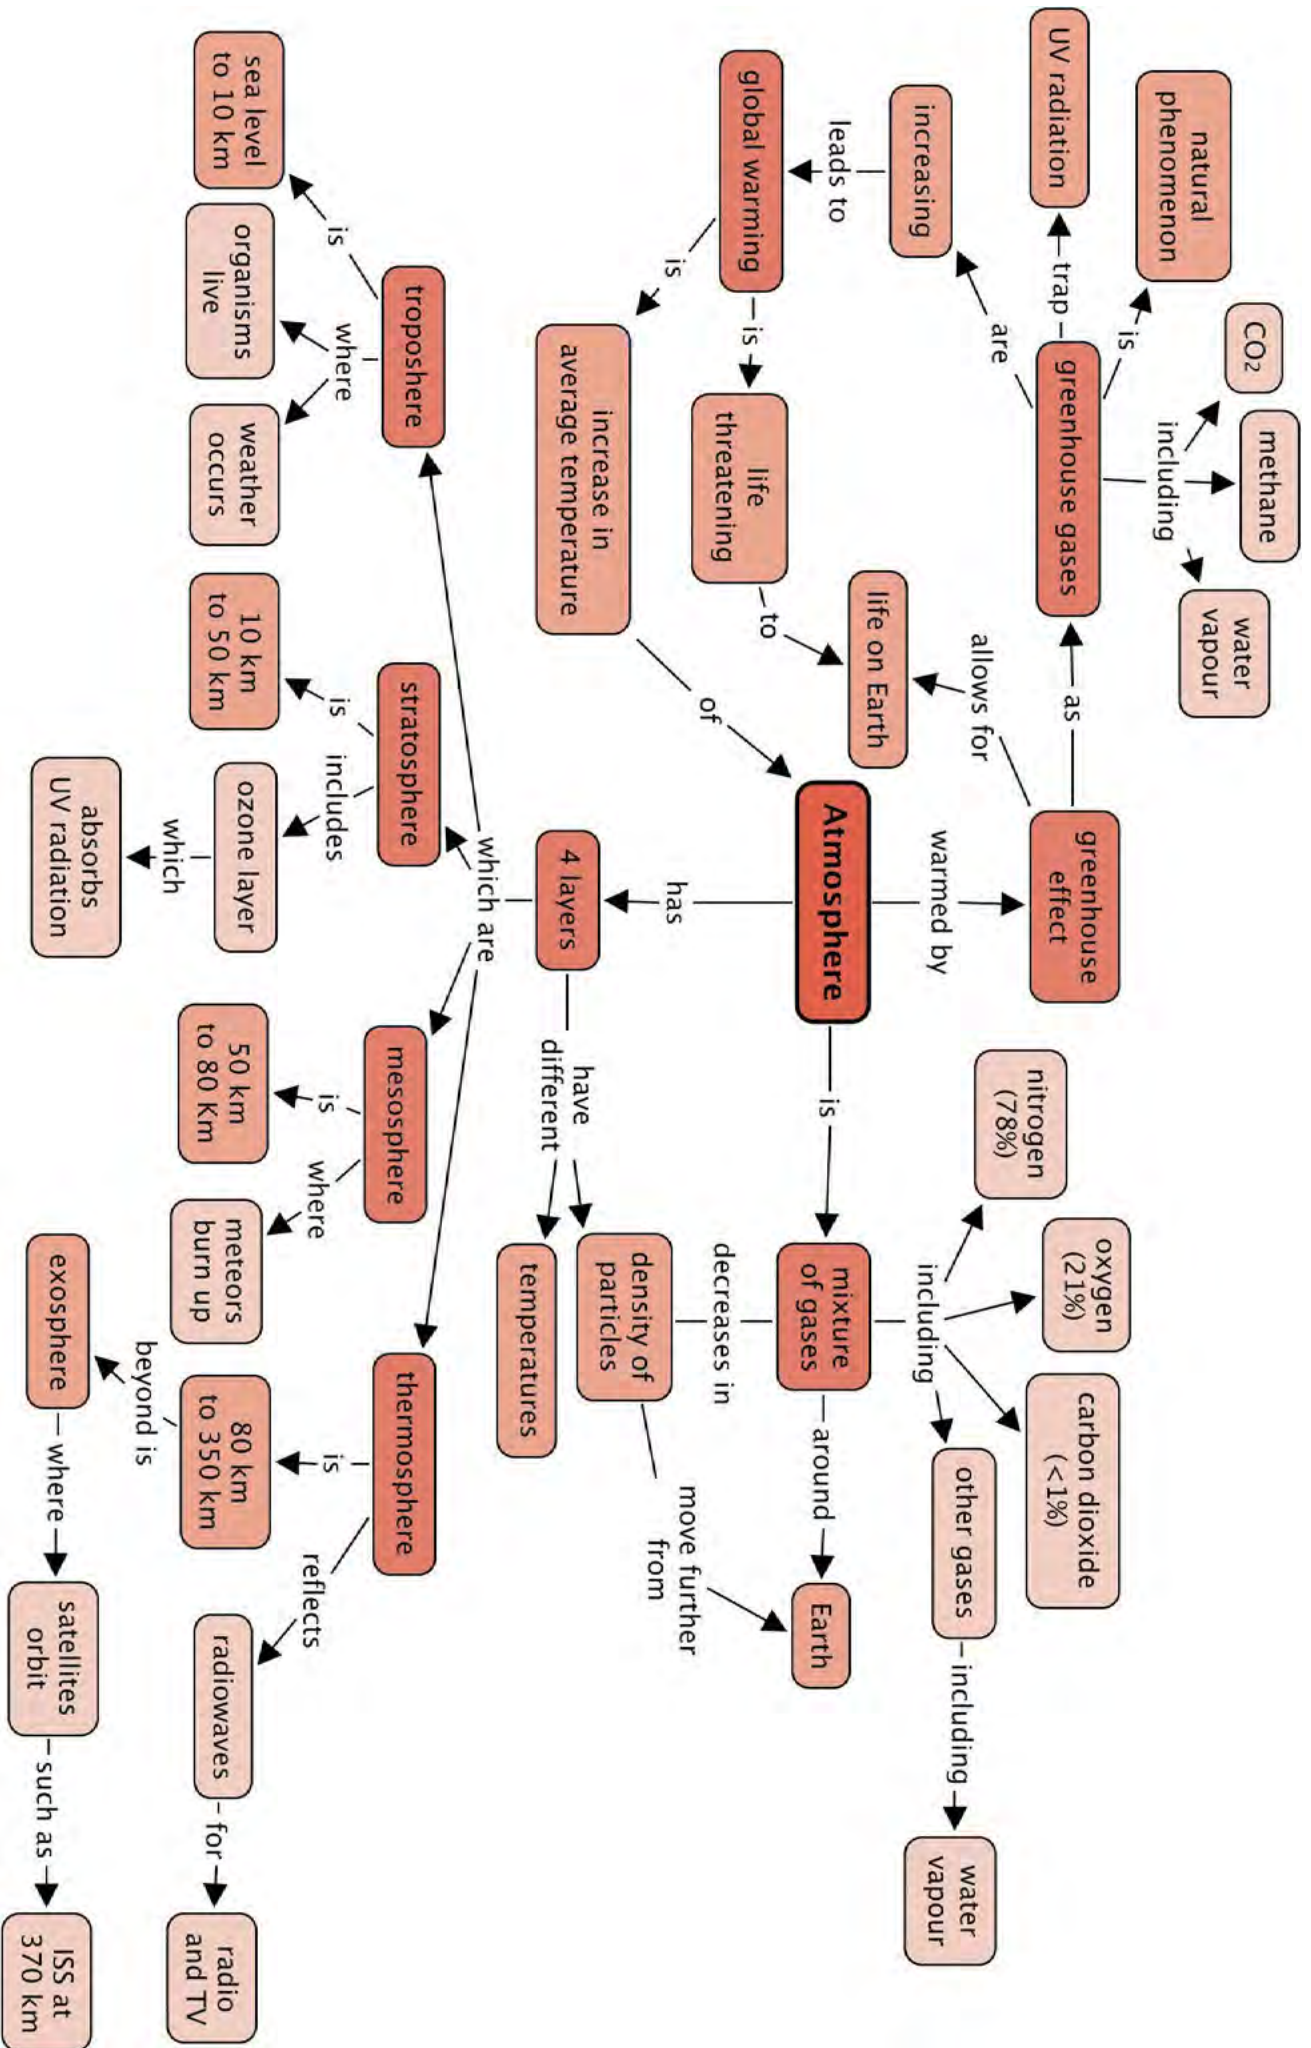 CO2
methane
water
vapour
natural
phenomenon
including
is
UV radiation
trap
greenhouse gases
as
greenhouse
effect
are
increasing
allows for
warmed by
leads to
life on Earth
global warming
is
life
threatening
to
is
increase in
average temperature
of
Atmosphere
is
nitrogen
(78%)
oxygen
(21%)
carbon dioxide
(<1%)
including
other gases
including
water
vapour
mixture
of gases
around
Earth
decreases in
move further
from
density of
particles
has
have
different
temperatures
4 layers
which are
troposhere
stratosphere
mesosphere
thermosphere
is
where
is
includes
is
where
is
reflects
sea level
to 10 km
organisms
live
weather
occurs
10 km
to 50 km
ozone layer
50 km
to 80 Km
meteors
burn up
80 km
to 350 km
radiowaves
for
radio
and TV
which
absorbs
UV radiation
beyond is
exosphere
where
satellites
orbit
such as
ISS at
370 km